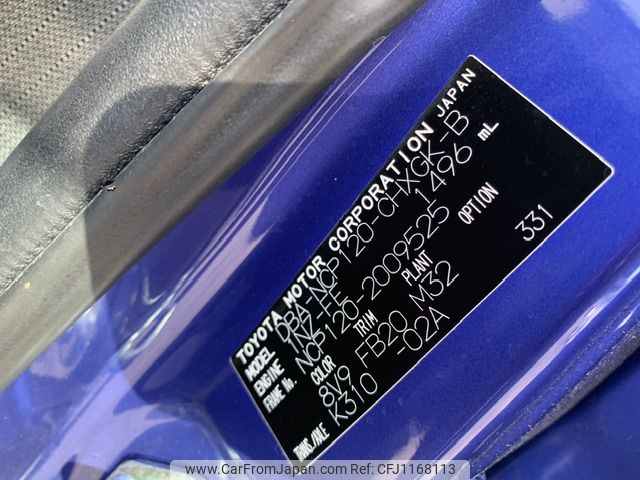 TOYOTA MOTOR CORPORATION JAPAN
MODEL DBA-NCP120-CHXGK-B
ENGINE 1NZ-FE 1496 mL
FRAME No. NCP120-2009525
COLOR TRIM PLANT OPTION
8V9 FB20 M32 331
TRANS./AXLE K310 -02A
www.CarFromJapan.com | REF No. CFJ1168113